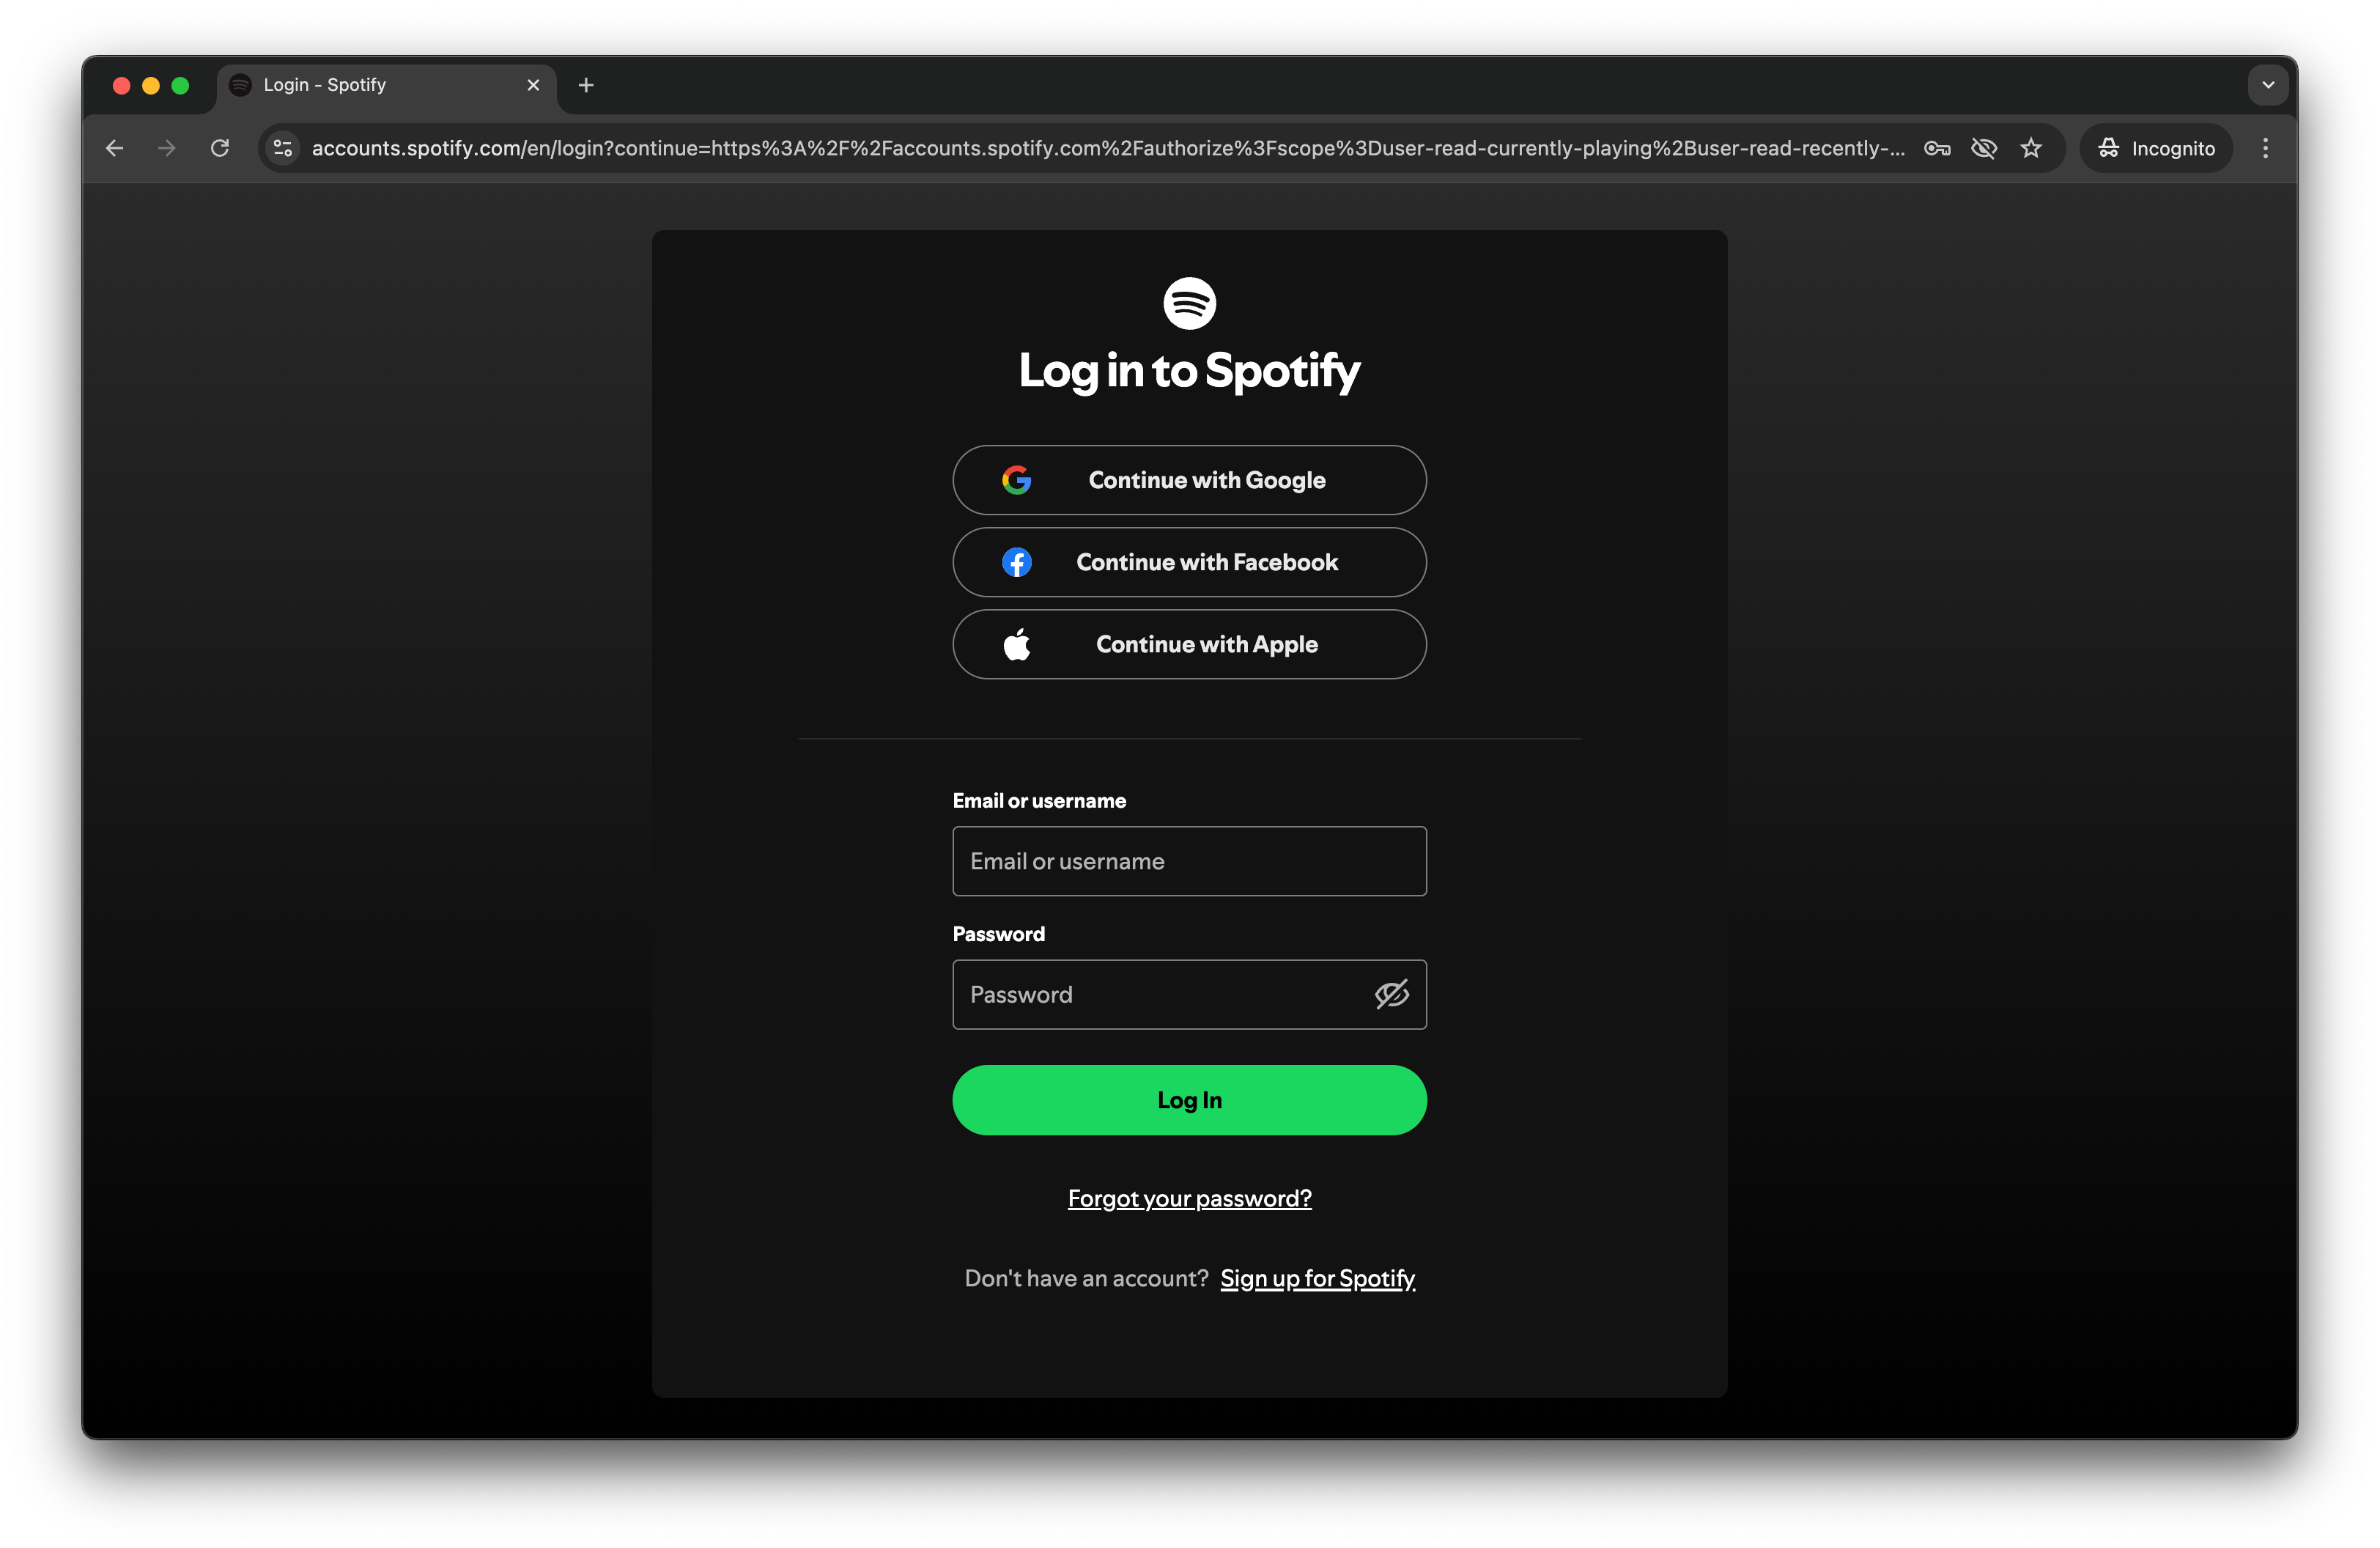 Login - Spotify
accounts.spotify.com/en/login?continue=https%3A%2F%2Faccounts.spotify.com%2Fauthorize%3Fscope%3Duser-read-currently-playing%2Buser-read-recently-...
Incognito
Log in to Spotify
Continue with Google
Continue with Facebook
Continue with Apple
Email or username
Email or username
Password
Password
Log In
Forgot your password?
Don't have an account? Sign up for Spotify